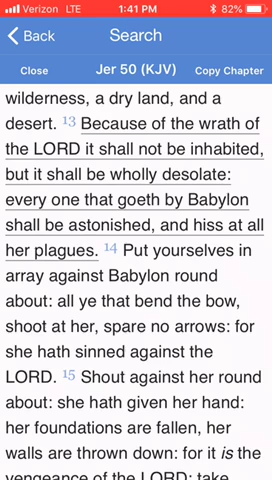 Verizon LTE 1:41 PM 82%
Back Search
Close Jer 50 (KJV) Copy Chapter
wilderness, a dry land, and a
desert. 13 Because of the wrath of
the LORD it shall not be inhabited,
but it shall be wholly desolate:
every one that goeth by Babylon
shall be astonished, and hiss at all
her plagues. 14 Put yourselves in
array against Babylon round
about: all ye that bend the bow,
shoot at her, spare no arrows: for
she hath sinned against the
LORD. 15 Shout against her round
about: she hath given her hand:
her foundations are fallen, her
walls are thrown down: for it is the
vengeance of the LORD: take